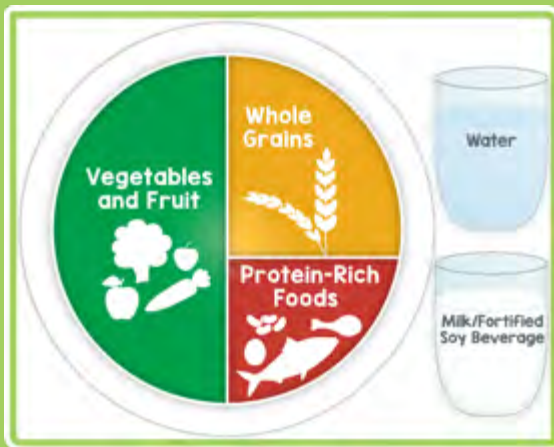 Vegetables
and Fruit
Whole
Grains
Protein-Rich
Foods
Water
Milk/Fortified
Soy Beverage